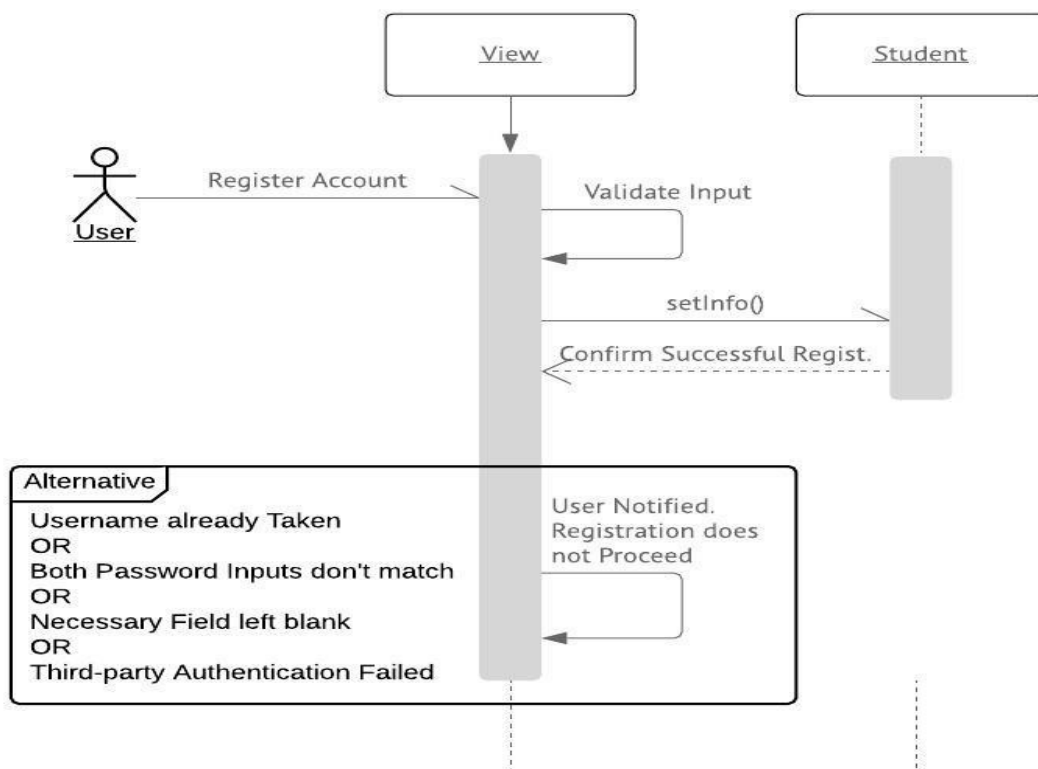 View
Student
Register Account
Validate Input
User
setInfo()
Confirm Successful Regist.
Alternative
Username already Taken
OR
Both Password Inputs don't match
OR
Necessary Field left blank
OR
Third-party Authentication Failed
User Notified.
Registration does
not Proceed